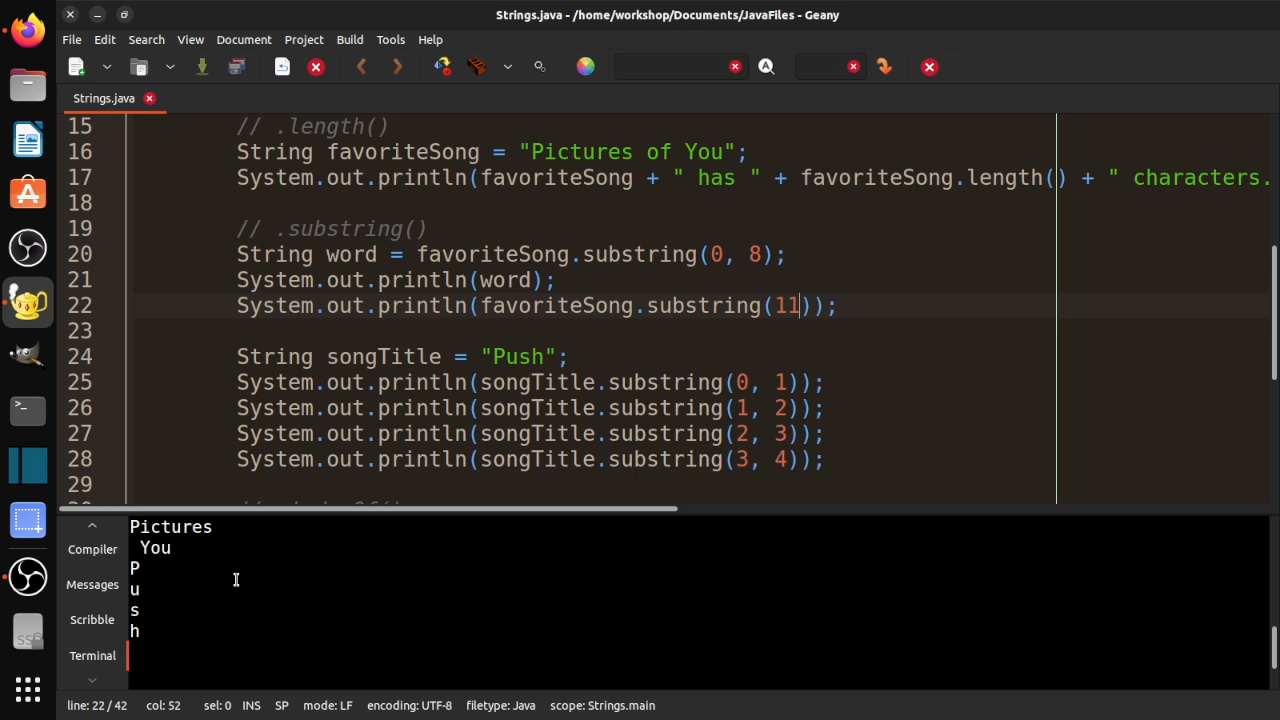 Strings.java - /home/workshop/Documents/JavaFiles - Geany
File Edit Search View Document Project Build Tools Help
Strings.java
15 // .length()
16 String favoriteSong = "Pictures of You";
17 System.out.println(favoriteSong + " has " + favoriteSong.length() + " characters.
18
19 // .substring()
20 String word = favoriteSong.substring(0, 8);
21 System.out.println(word);
22 System.out.println(favoriteSong.substring(11));
23
24 String songTitle = "Push";
25 System.out.println(songTitle.substring(0, 1));
26 System.out.println(songTitle.substring(1, 2));
27 System.out.println(songTitle.substring(2, 3));
28 System.out.println(songTitle.substring(3, 4));
29
Compiler
Messages
Scribble
Terminal
Pictures
 You
P
u
s
h
line: 22 / 42 col: 52 sel: 0 INS SP mode: LF encoding: UTF-8 filetype: Java scope: Strings.main